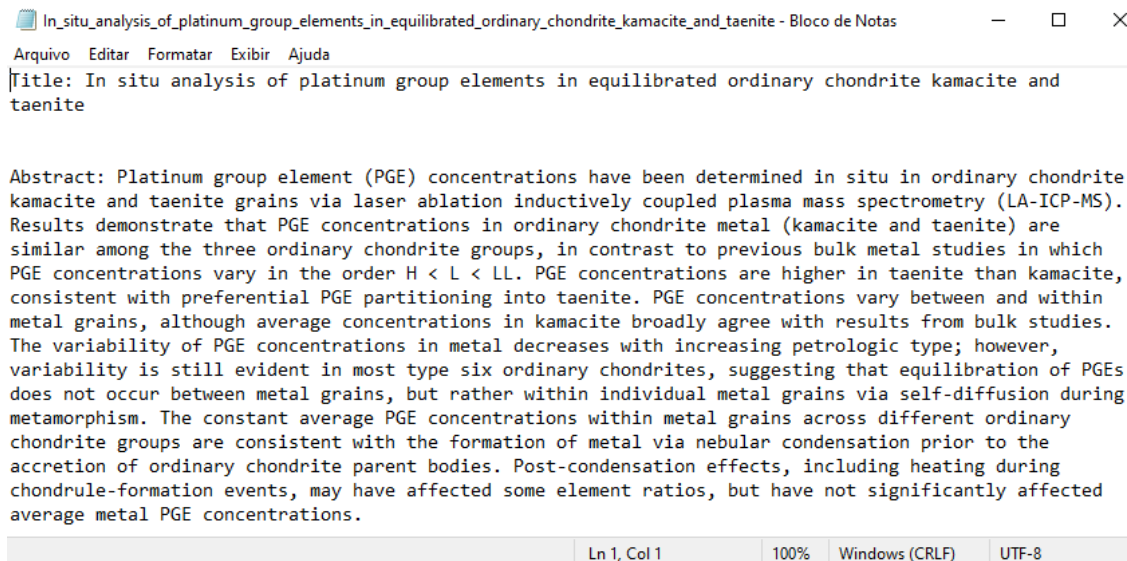 In_situ_analysis_of_platinum_group_elements_in_equilibrated_ordinary_chondrite_kamacite_and_taenite - Bloco de Notas
Arquivo Editar Formatar Exibir Ajuda
Title: In situ analysis of platinum group elements in equilibrated ordinary chondrite kamacite and
taenite
Abstract: Platinum group element (PGE) concentrations have been determined in situ in ordinary chondrite
kamacite and taenite grains via laser ablation inductively coupled plasma mass spectrometry (LA-ICP-MS).
Results demonstrate that PGE concentrations in ordinary chondrite metal (kamacite and taenite) are
similar among the three ordinary chondrite groups, in contrast to previous bulk metal studies in which
PGE concentrations vary in the order H < L < LL. PGE concentrations are higher in taenite than kamacite,
consistent with preferential PGE partitioning into taenite. PGE concentrations vary between and within
metal grains, although average concentrations in kamacite broadly agree with results from bulk studies.
The variability of PGE concentrations in metal decreases with increasing petrologic type; however,
variability is still evident in most type six ordinary chondrites, suggesting that equilibration of PGEs
does not occur between metal grains, but rather within individual metal grains via self-diffusion during
metamorphism. The constant average PGE concentrations within metal grains across different ordinary
chondrite groups are consistent with the formation of metal via nebular condensation prior to the
accretion of ordinary chondrite parent bodies. Post-condensation effects, including heating during
chondrule-formation events, may have affected some element ratios, but have not significantly affected
average metal PGE concentrations.
Ln 1, Col 1 100% Windows (CRLF) UTF-8